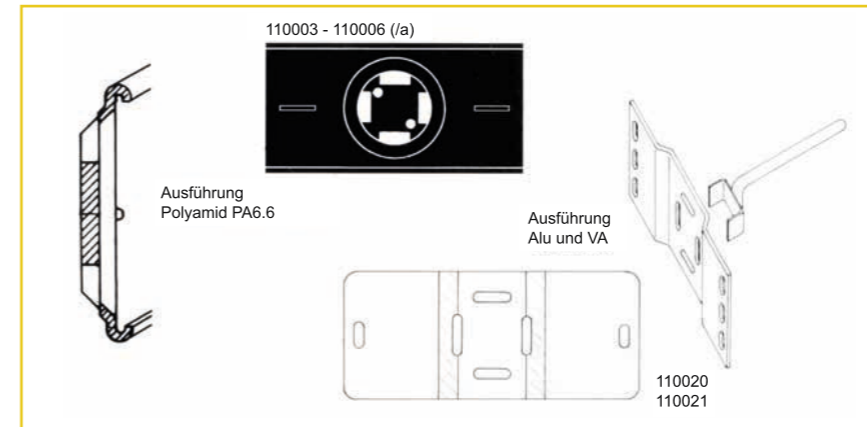 110003 - 110006 (/a)
Ausführung
Polyamid PA6.6
Ausführung
Alu und VA
110020
110021